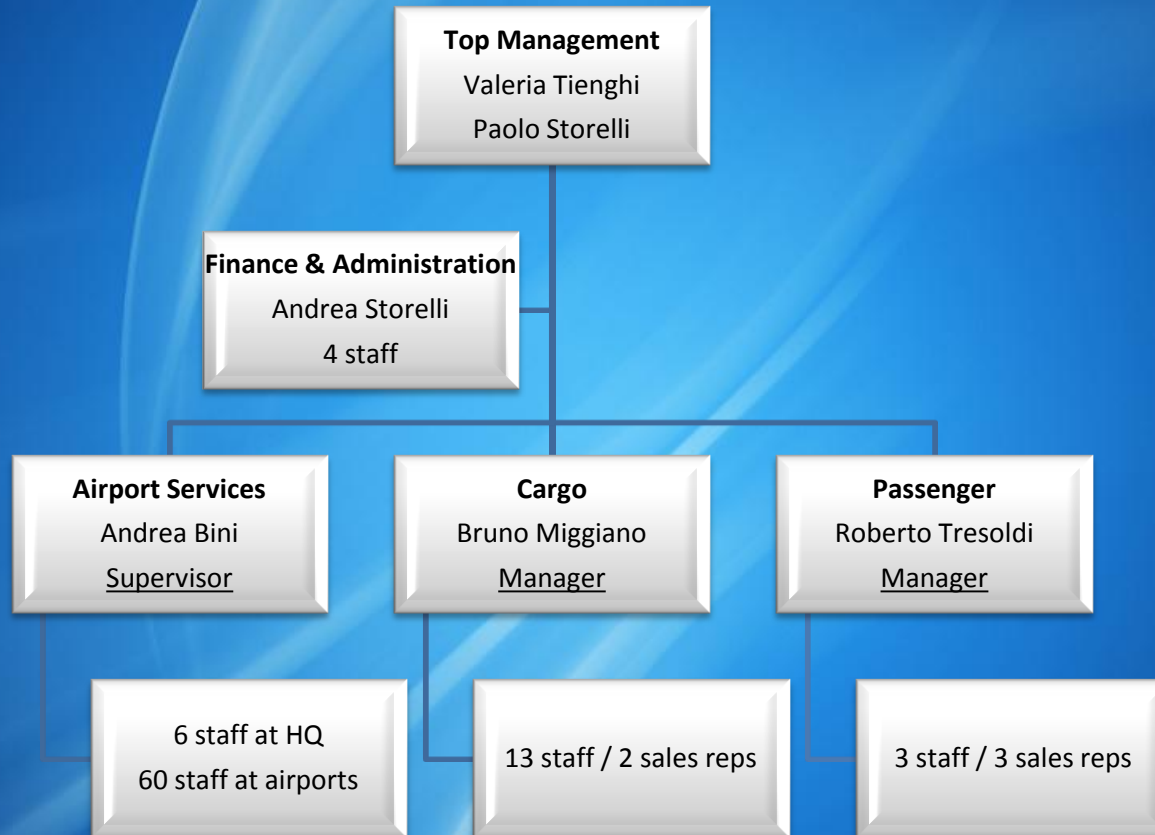 Top Management
Valeria Tienghi
Paolo Storelli
Finance & Administration
Andrea Storelli
4 staff
Airport Services
Andrea Bini
Supervisor
Cargo
Bruno Miggiano
Manager
Passenger
Roberto Tresoldi
Manager
6 staff at HQ
60 staff at airports
13 staff / 2 sales reps
3 staff / 3 sales reps